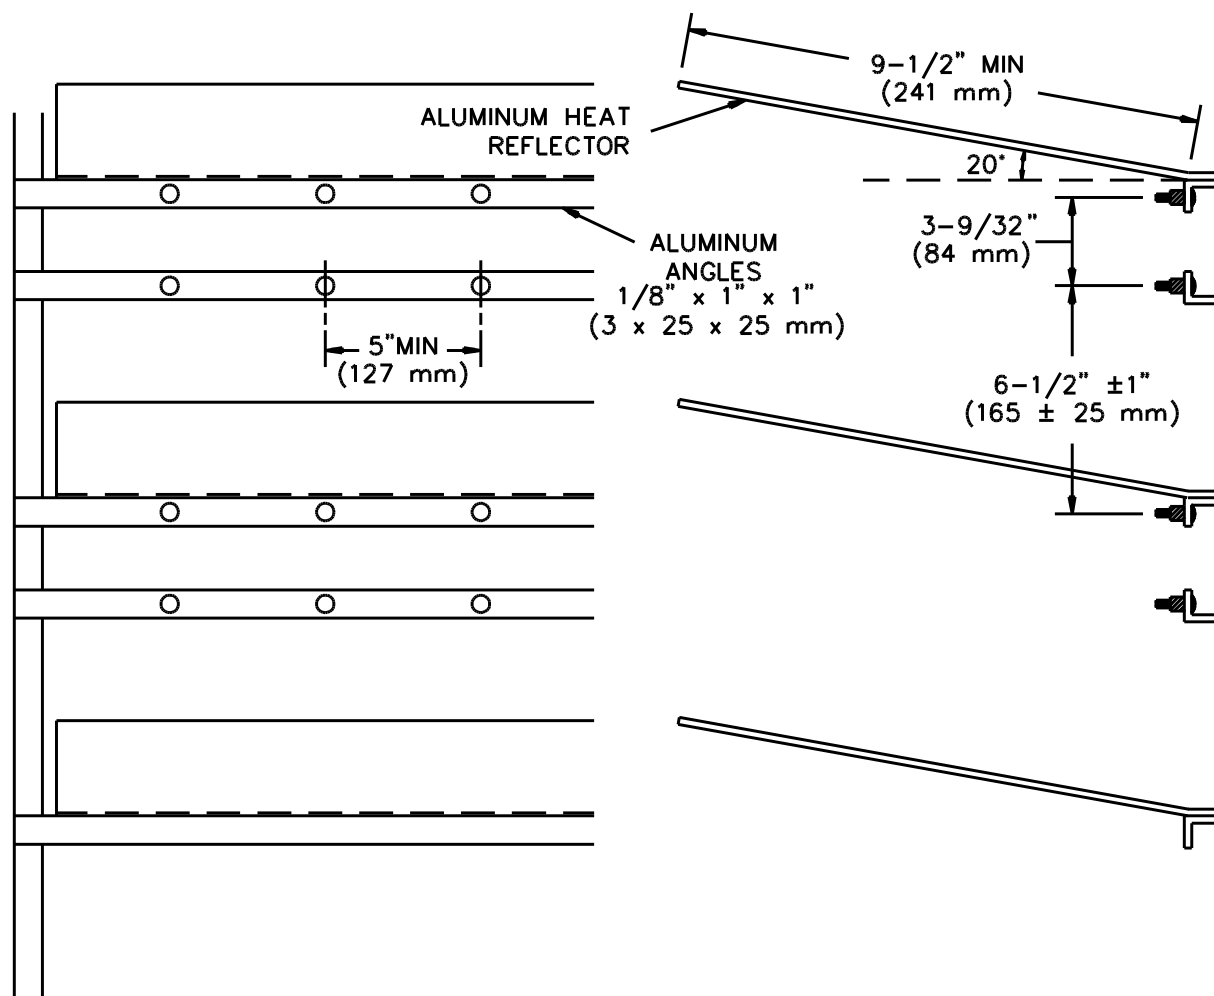 9-1/2" MIN
(241 mm)
ALUMINUM HEAT
REFLECTOR
20°
3-9/32"
(84 mm)
ALUMINUM
ANGLES
1/8" x 1" x 1"
(3 x 25 x 25 mm)
5"MIN
(127 mm)
6-1/2" ±1"
(165 ± 25 mm)